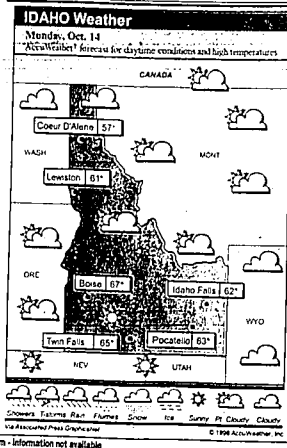 IDAHO Weather
Monday, Oct. 14
AccuWeather® forecast for daytime conditions and high temperatures
CANADA
Coeur D'Alene 57°
WASH
MONT
Lewiston 61°
ORE
Boise 67°
Idaho Falls 62°
WYO
Twin Falls 65°
Pocatello 63°
NEV
UTAH
Showers T-storms Rain Flurries Snow Ice Sunny Pt. Cloudy Cloudy
Via Associated Press GraphicsNet
© 1996 AccuWeather, Inc
- Information not available